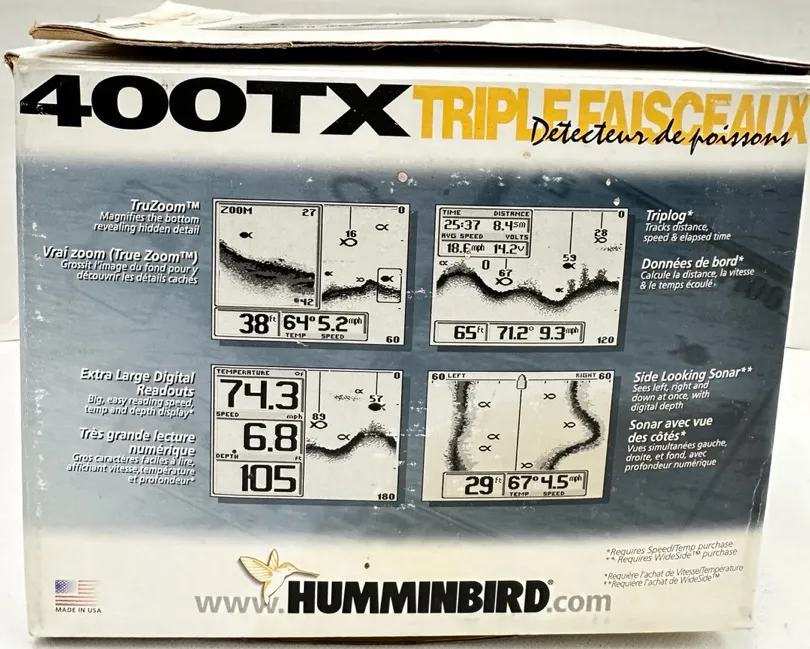 400TX TRIPLE FAISCEAUX
Détecteur de poissons
TruZoom™
Magnifies the bottom
revealing hidden detail
Vrai zoom (True Zoom™)
Grossit l'image du fond pour y
découvrir les détails cachés
ZOOM 27
0
16
42
38ft 64° 5.2mph
TEMP SPEED
60
TIME DISTANCE
25:37 8.4sm
AVG SPEED VOLTS
18.6mph 14.2v
0
28
59
0
67
65ft 71.2° 9.3mph
120
Triplog*
Tracks distance,
speed & elapsed time
Données de bord*
Calcule la distance, la vitesse
& le temps écoulé
Extra Large Digital
Readouts
Big, easy reading speed,
temp and depth display*
Très grande lecture
numérique
Gros caractères faciles à lire,
affichant vitesse, température
et profondeur*
TEMPERATURE °f
74.3
SPEED mph
6.8
DEPTH ft
105
0
57
89
180
60 LEFT RIGHT 60
29ft 67° 4.5mph
TEMP SPEED
Side Looking Sonar**
Sees left, right and
down at once, with
digital depth
Sonar avec vue
des côtés*
Vues simultanées gauche,
droite, et fond, avec
profondeur numérique
*Requires Speed/Temp purchase
** Requires WideSide™ purchase
*Requière l'achat de Vitesse/Température
**Requière l'achat de WideSide™
MADE IN USA
www.HUMMINBIRD®.com